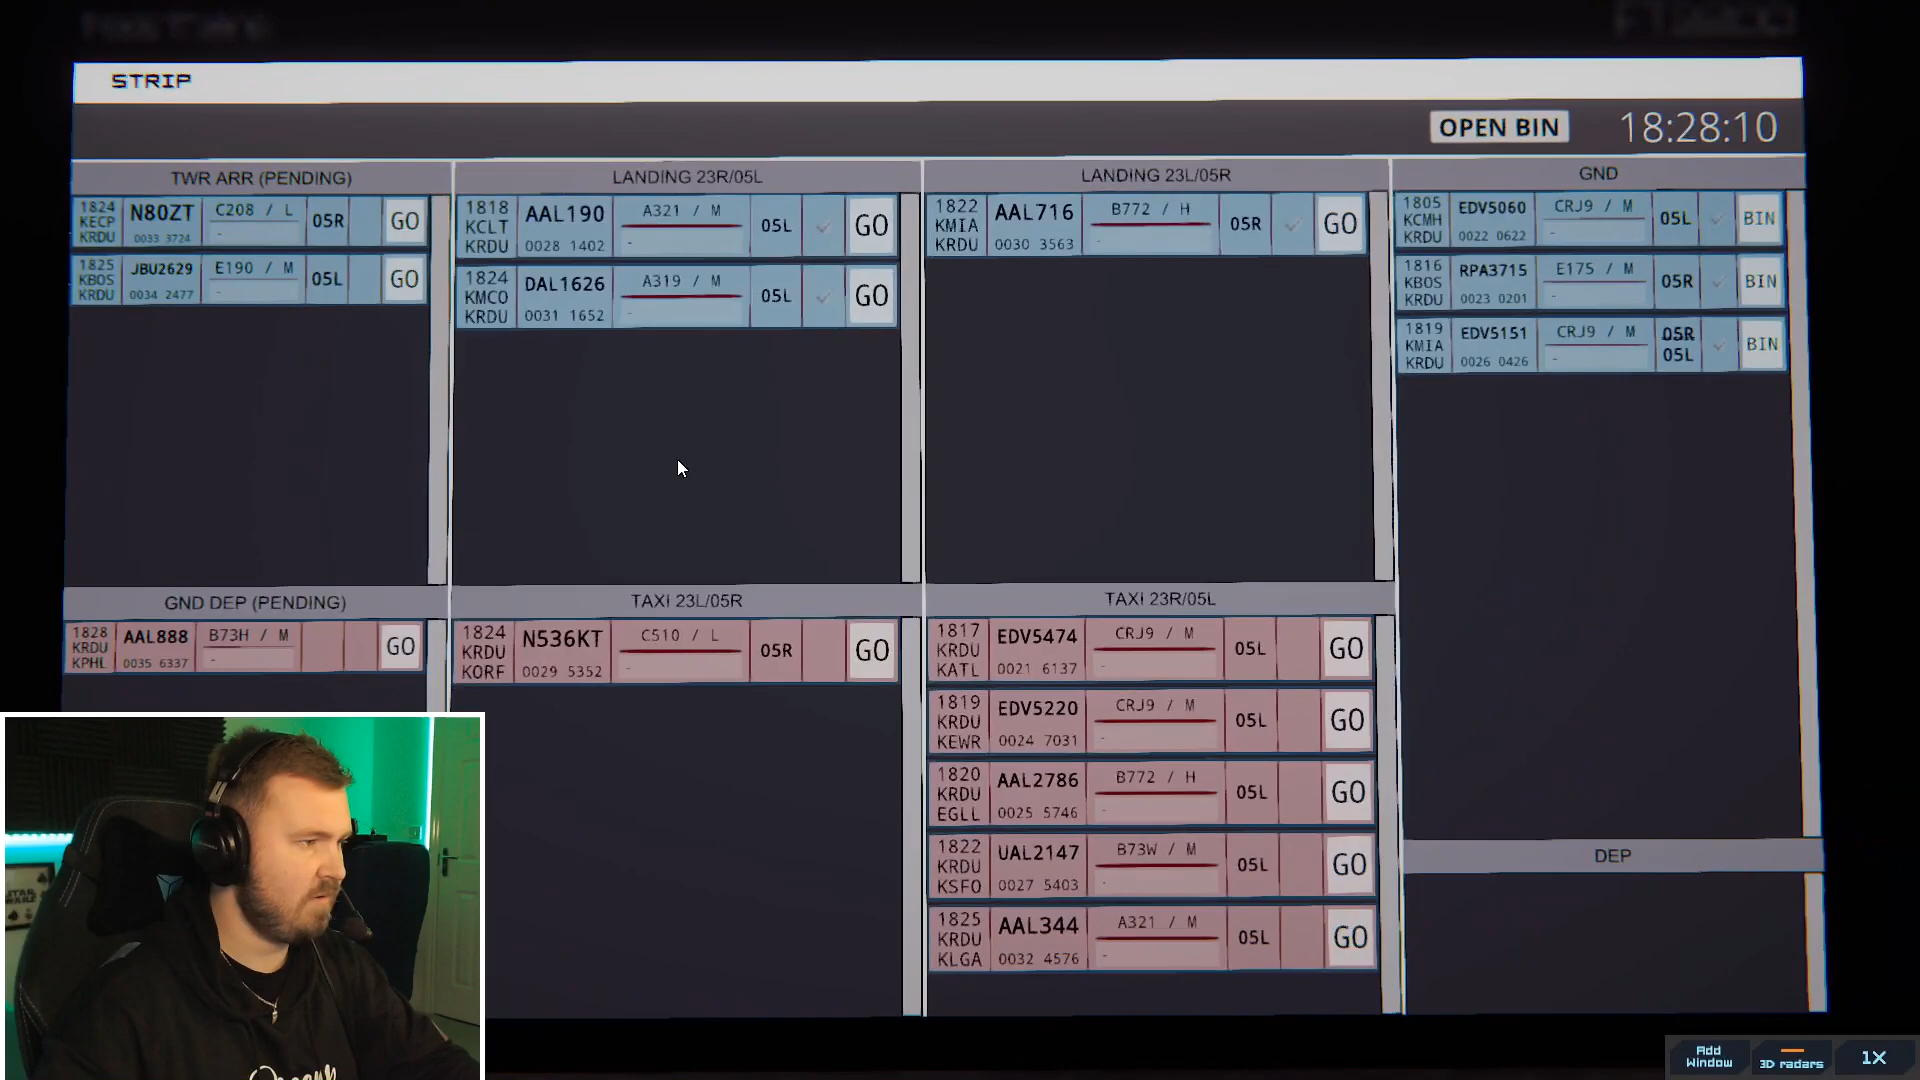 STRIP
OPEN BIN 18:28:10
TWR ARR (PENDING)
1824 N80ZT C208 / L 05R GO
KECP
KRDU 0033 3724 -
1825 JBU2629 E190 / M 05L GO
KBOS
KRDU 0034 2477 -
LANDING 23R/05L
1818 AAL190 A321 / M 05L GO
KCLT
KRDU 0028 1402 -
1824 DAL1626 A319 / M 05L GO
KMCO
KRDU 0031 1652 -
LANDING 23L/05R
1822 AAL716 B772 / H 05R GO
KMIA
KRDU 0030 3563 -
GND
1805 EDV5060 CRJ9 / M 05L BIN
KCMH
KRDU 0022 0622 -
1816 RPA3715 E175 / M 05R BIN
KBOS
KRDU 0023 0201 -
1819 EDV5151 CRJ9 / M 05R BIN
KMIA 05L
KRDU 0026 0426 -
GND DEP (PENDING)
1828 AAL888 B73H / M GO
KRDU
KPHL 0035 6337 -
TAXI 23L/05R
1824 N536KT C510 / L 05R GO
KRDU
KORF 0029 5352 -
TAXI 23R/05L
1817 EDV5474 CRJ9 / M 05L GO
KRDU
KATL 0021 6137 -
1819 EDV5220 CRJ9 / M 05L GO
KRDU
KEWR 0024 7031 -
1820 AAL2786 B772 / H 05L GO
KRDU
EGLL 0025 5746 -
1822 UAL2147 B73W / M 05L GO
KRDU
KSFO 0027 5403 -
1825 AAL344 A321 / M 05L GO
KRDU
KLGA 0032 4576 -
DEP
STAR
WARS
Add
Window
3D radars
1X